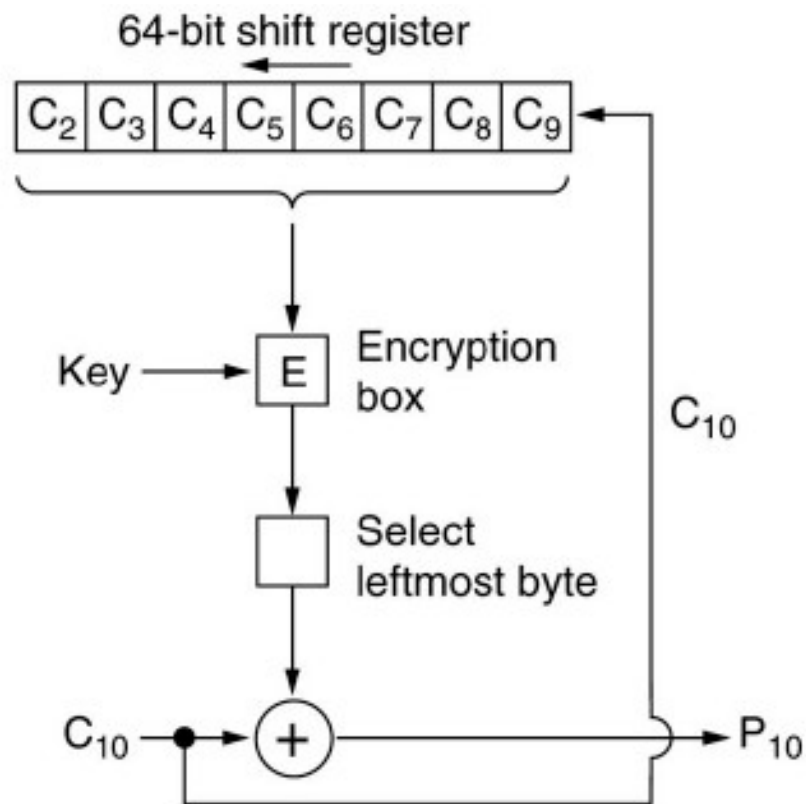 64-bit shift register
C₂ C₃ C₄ C₅ C₆ C₇ C₈ C₉
Key
E
Encryption
box
C₁₀
Select
leftmost byte
C₁₀
+
P₁₀